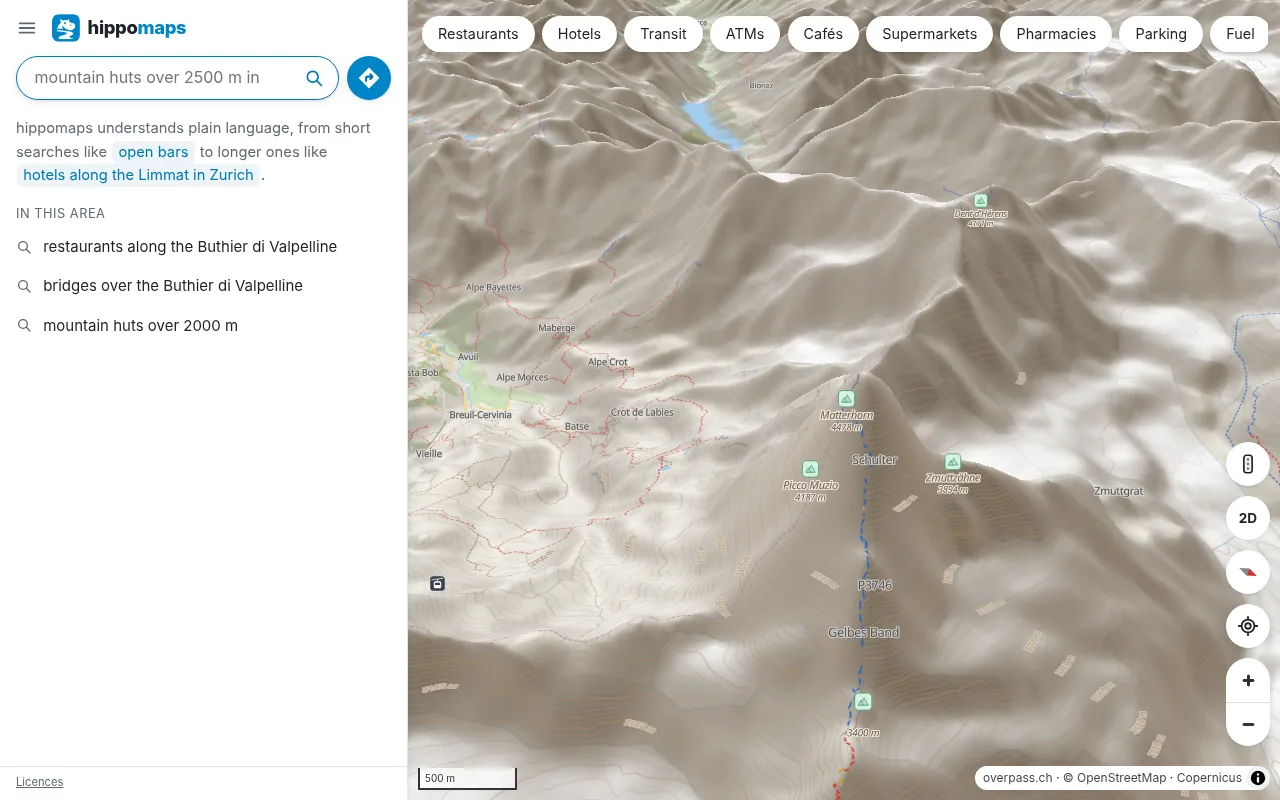 hippomaps
mountain huts over 2500 m in
hippomaps understands plain language, from short
searches like open bars to longer ones like
hotels along the Limmat in Zurich .
IN THIS AREA
restaurants along the Buthier di Valpelline
bridges over the Buthier di Valpelline
mountain huts over 2000 m
Licences
Restaurants
Hotels
Transit
ATMs
Cafés
Supermarkets
Pharmacies
Parking
Fuel
Bionaz
Dent d'Hérens
4171 m
Alpe Bayettes
Maberge
Avuil
Alpe Crot
sta Bob
Alpe Morces
Breuil-Cervinia
Crot de Labies
Batse
Vieille
Matterhorn
4478 m
Schulter
Picco Muzio
4187 m
Zmuttzähne
3894 m
Zmuttgrat
P3746
Gelbes Band
3400 m
2D
+
−
500 m
overpass.ch · © OpenStreetMap · Copernicus